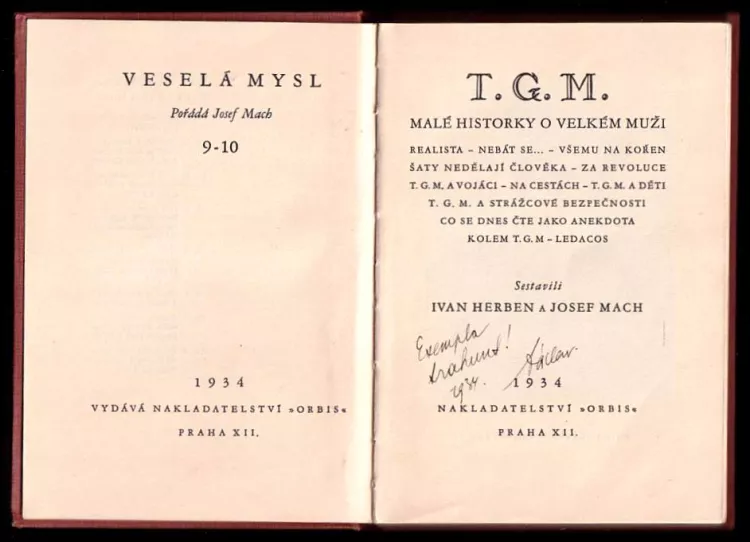 VESELÁ MYSL
Pořádá Josef Mach
9-10
1934
VYDÁVÁ NAKLADATELSTVÍ »ORBIS«
PRAHA XII.
T. G. M.
MALÉ HISTORKY O VELKÉM MUŽI
REALISTA – NEBÁT SE... – VŠEMU NA KOŘEN
ŠATY NEDĚLAJÍ ČLOVĚKA – ZA REVOLUCE
T. G. M. A VOJÁCI – NA CESTÁCH – T. G. M. A DĚTI
T. G. M. A STRÁŽCOVÉ BEZPEČNOSTI
CO SE DNES ČTE JAKO ANEKDOTA
KOLEM T. G. M – LEDACOS
Sestavili
IVAN HERBEN A JOSEF MACH
Exempla
trahunt!
1934
NAKLADATELSTVÍ »ORBIS«
PRAHA XII.